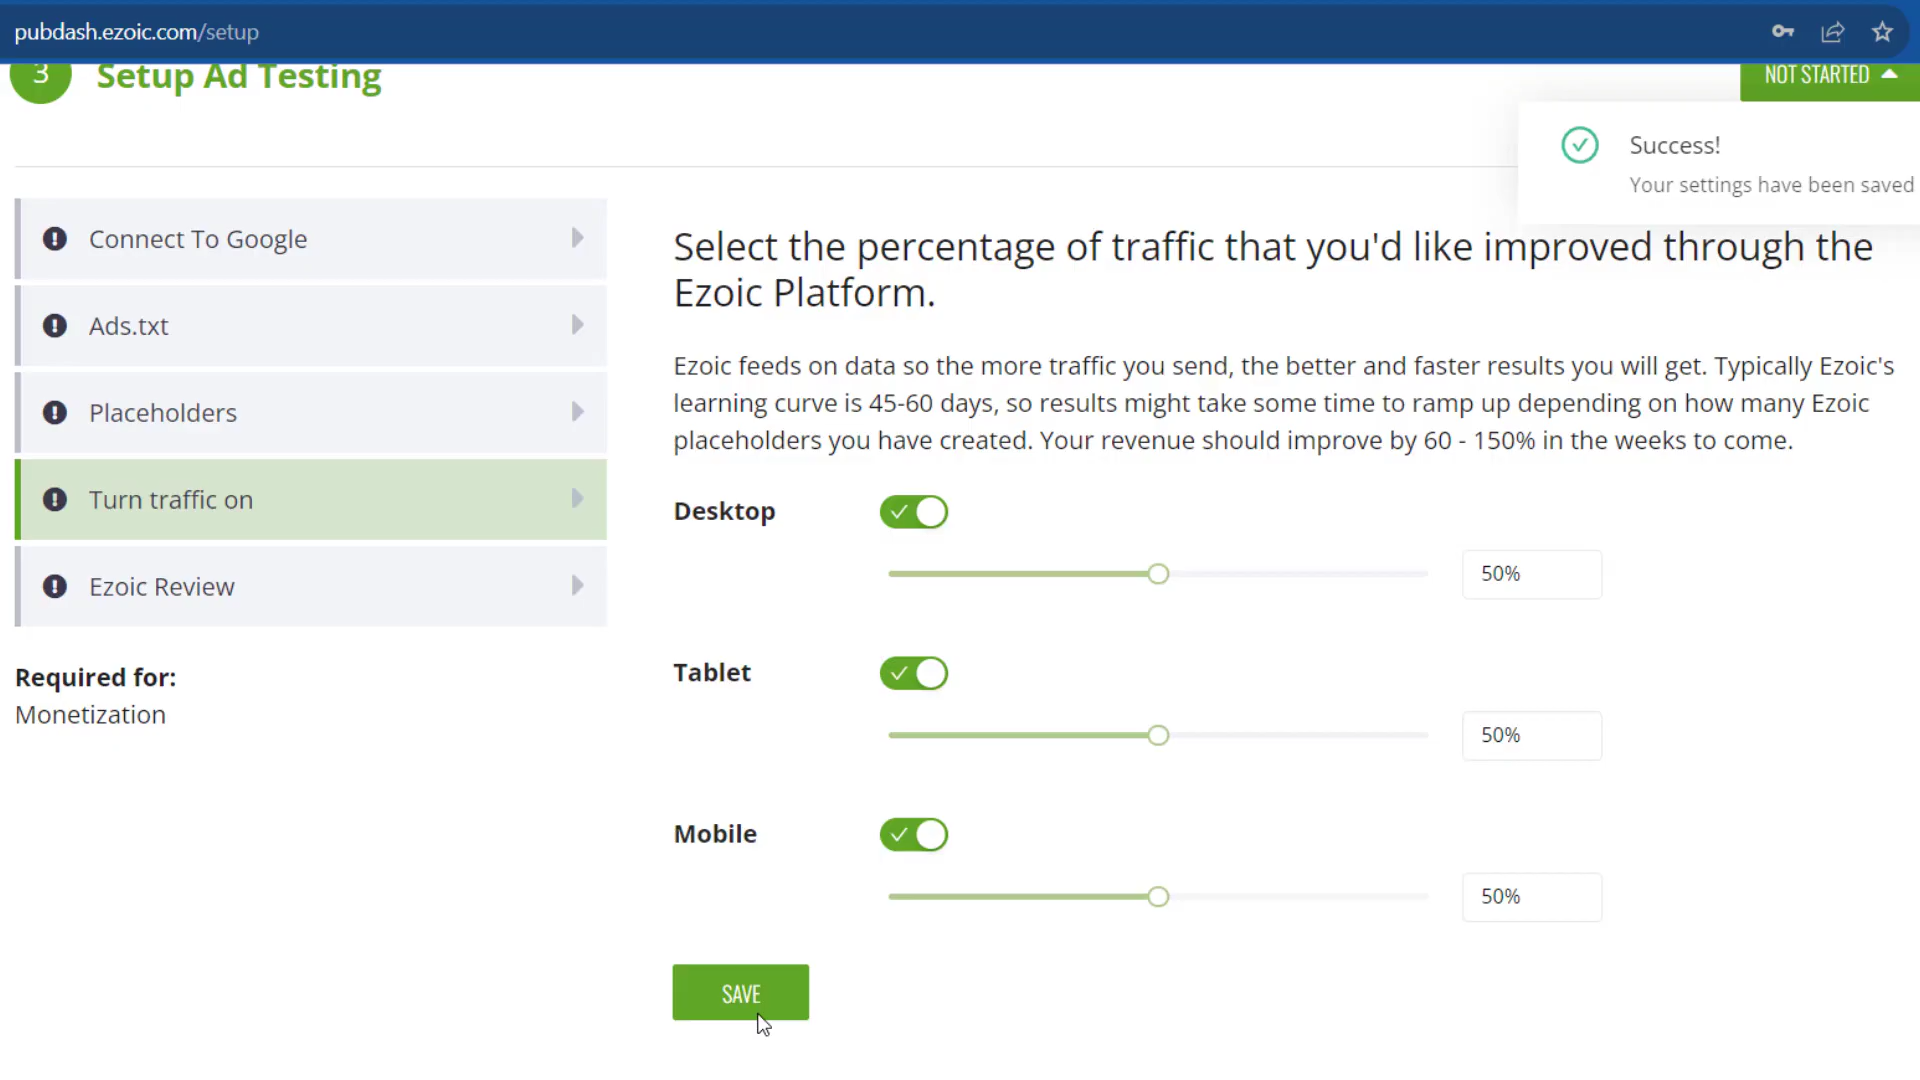 pubdash.ezoic.com/setup
3
Setup Ad Testing
NOT STARTED
Success!
Your settings have been saved
Connect To Google
Ads.txt
Placeholders
Turn traffic on
Ezoic Review
Required for:
Monetization
Select the percentage of traffic that you'd like improved through the
Ezoic Platform.
Ezoic feeds on data so the more traffic you send, the better and faster results you will get. Typically Ezoic's
learning curve is 45-60 days, so results might take some time to ramp up depending on how many Ezoic
placeholders you have created. Your revenue should improve by 60 - 150% in the weeks to come.
Desktop
50%
Tablet
50%
Mobile
50%
SAVE